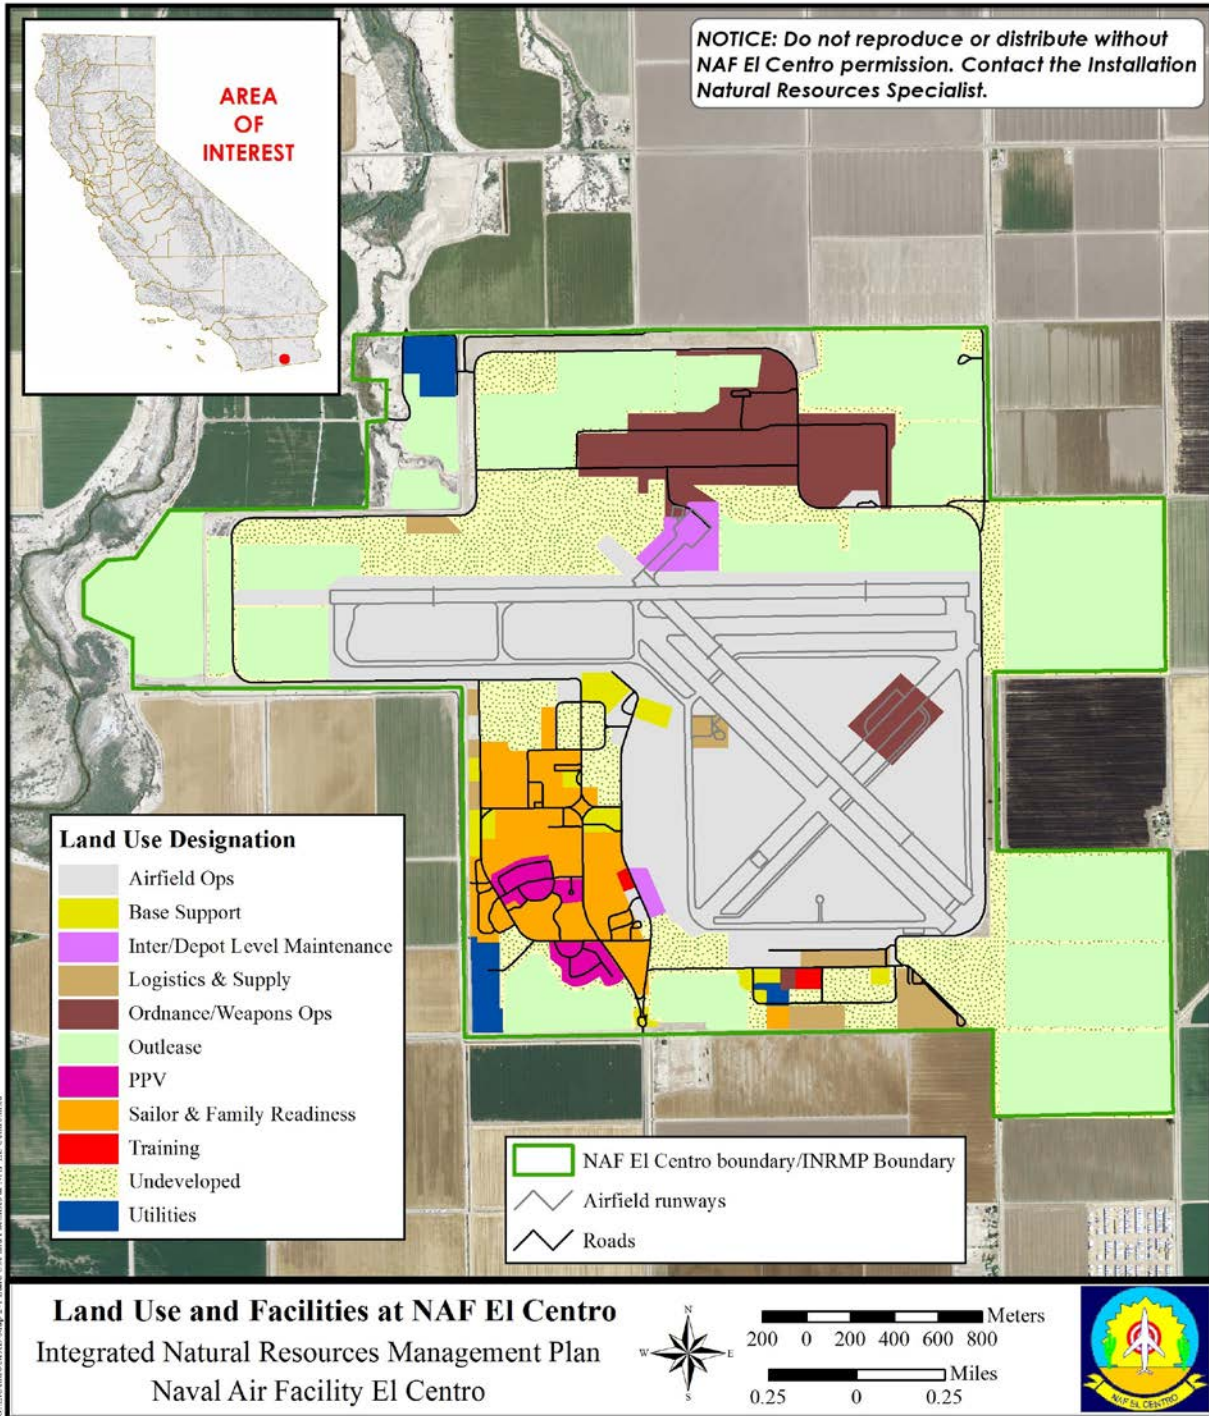 AREA
OF
INTEREST
NOTICE: Do not reproduce or distribute without
NAF El Centro permission. Contact the Installation
Natural Resources Specialist.
Land Use Designation
Airfield Ops
Base Support
Inter/Depot Level Maintenance
Logistics & Supply
Ordnance/Weapons Ops
Outlease
PPV
Sailor & Family Readiness
Training
Undeveloped
Utilities
NAF El Centro boundary/INRMP Boundary
Airfield runways
Roads
Land Use and Facilities at NAF El Centro
Integrated Natural Resources Management Plan
Naval Air Facility El Centro
N
W E
S
Meters
200 0 200 400 600 800
Miles
0.25 0 0.25
NAF EL CENTRO